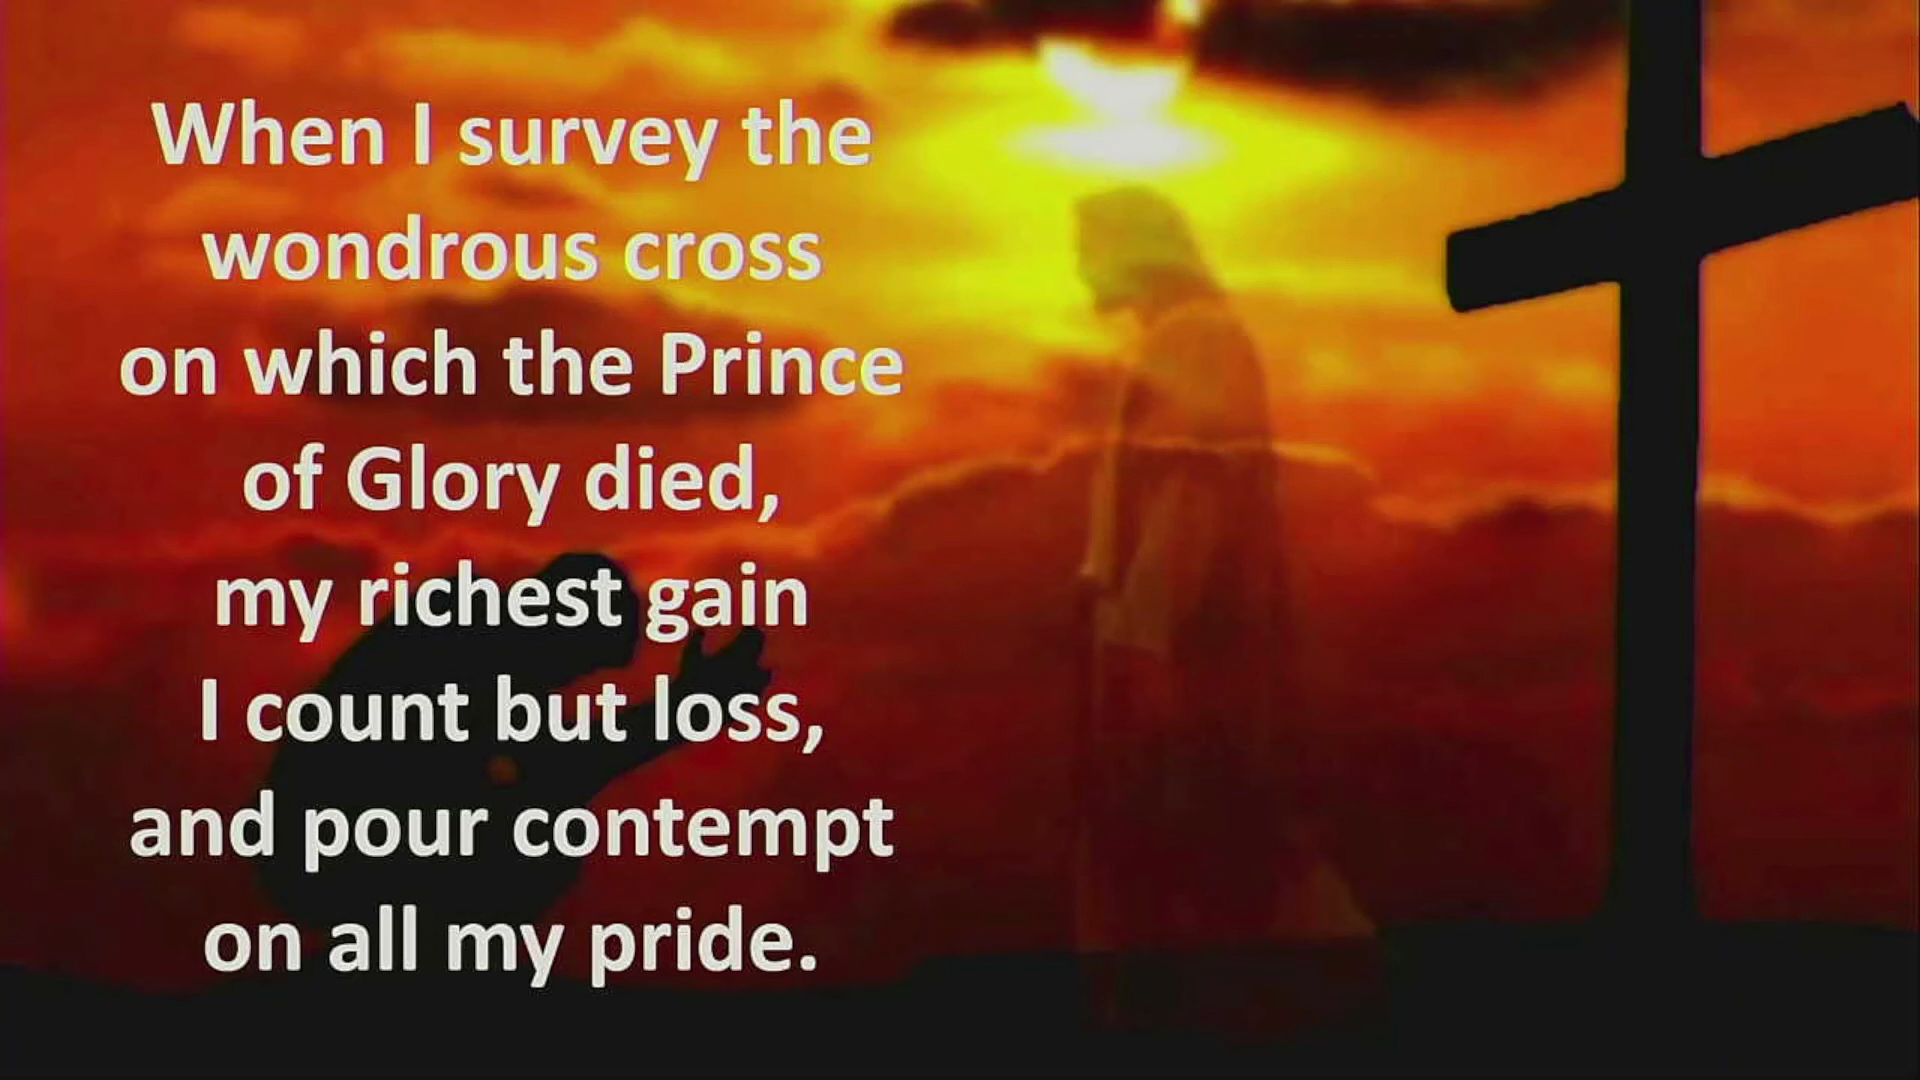 When I survey the
wondrous cross
on which the Prince
of Glory died,
my richest gain
I count but loss,
and pour contempt
on all my pride.